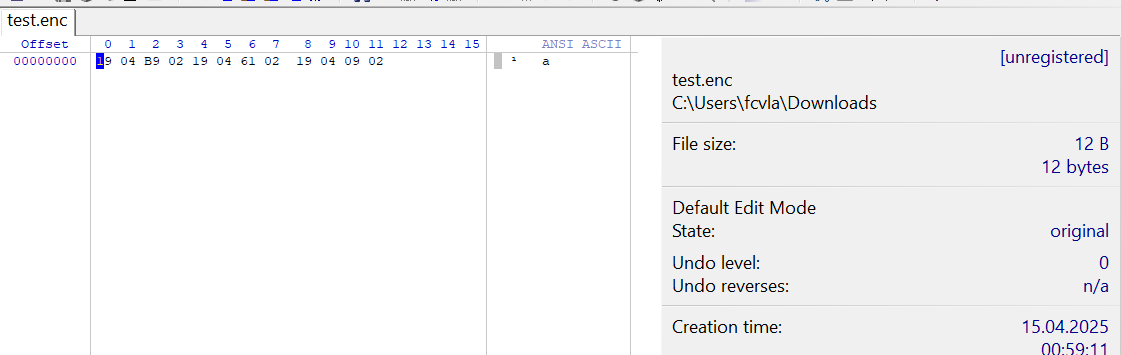 test.enc
Offset 0 1 2 3 4 5 6 7 8 9 10 11 12 13 14 15 ANSI ASCII
00000000 19 04 B9 02 19 04 61 02 19 04 09 02 ¹ a
[unregistered]
test.enc
C:\Users\fcvla\Downloads
File size: 12 B
12 bytes
Default Edit Mode
State: original
Undo level: 0
Undo reverses: n/a
Creation time: 15.04.2025
00:59:11